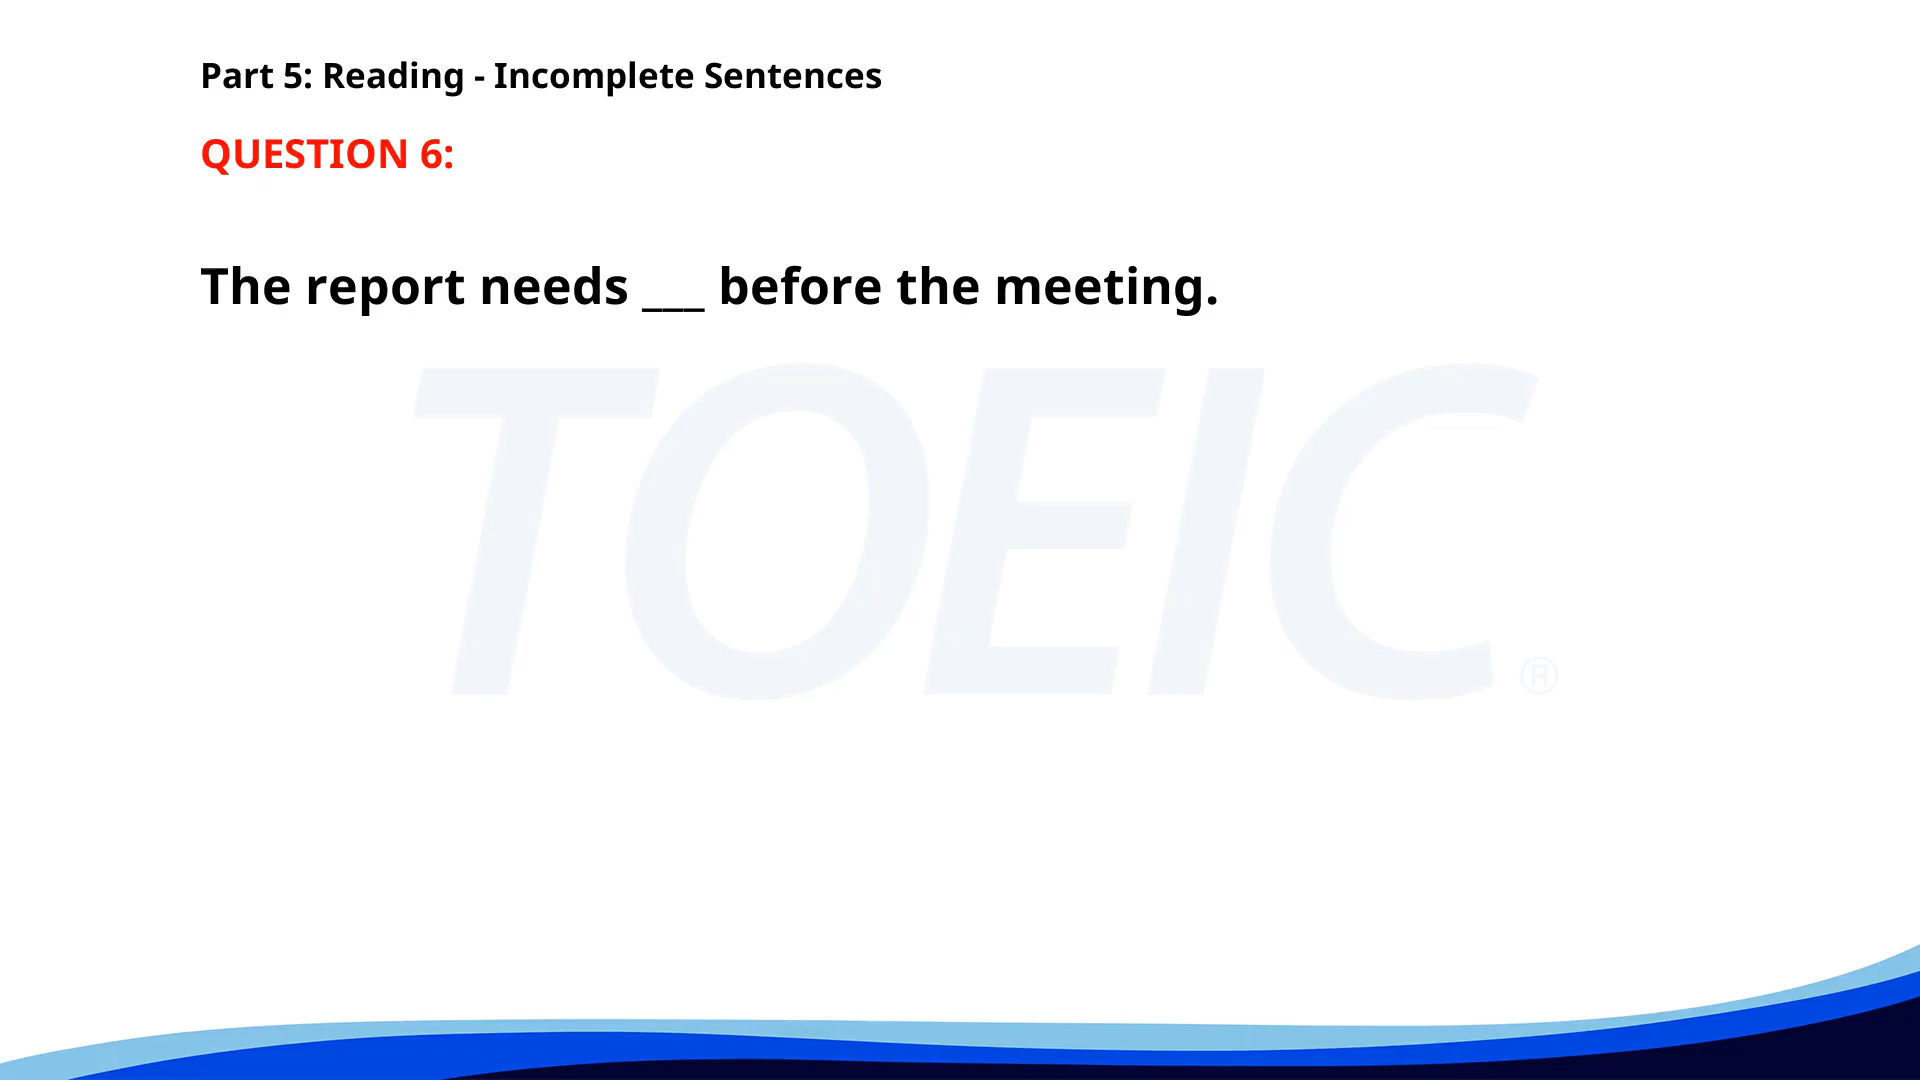 Part 5: Reading - Incomplete Sentences
QUESTION 6:
The report needs ___ before the meeting.
TOEIC®